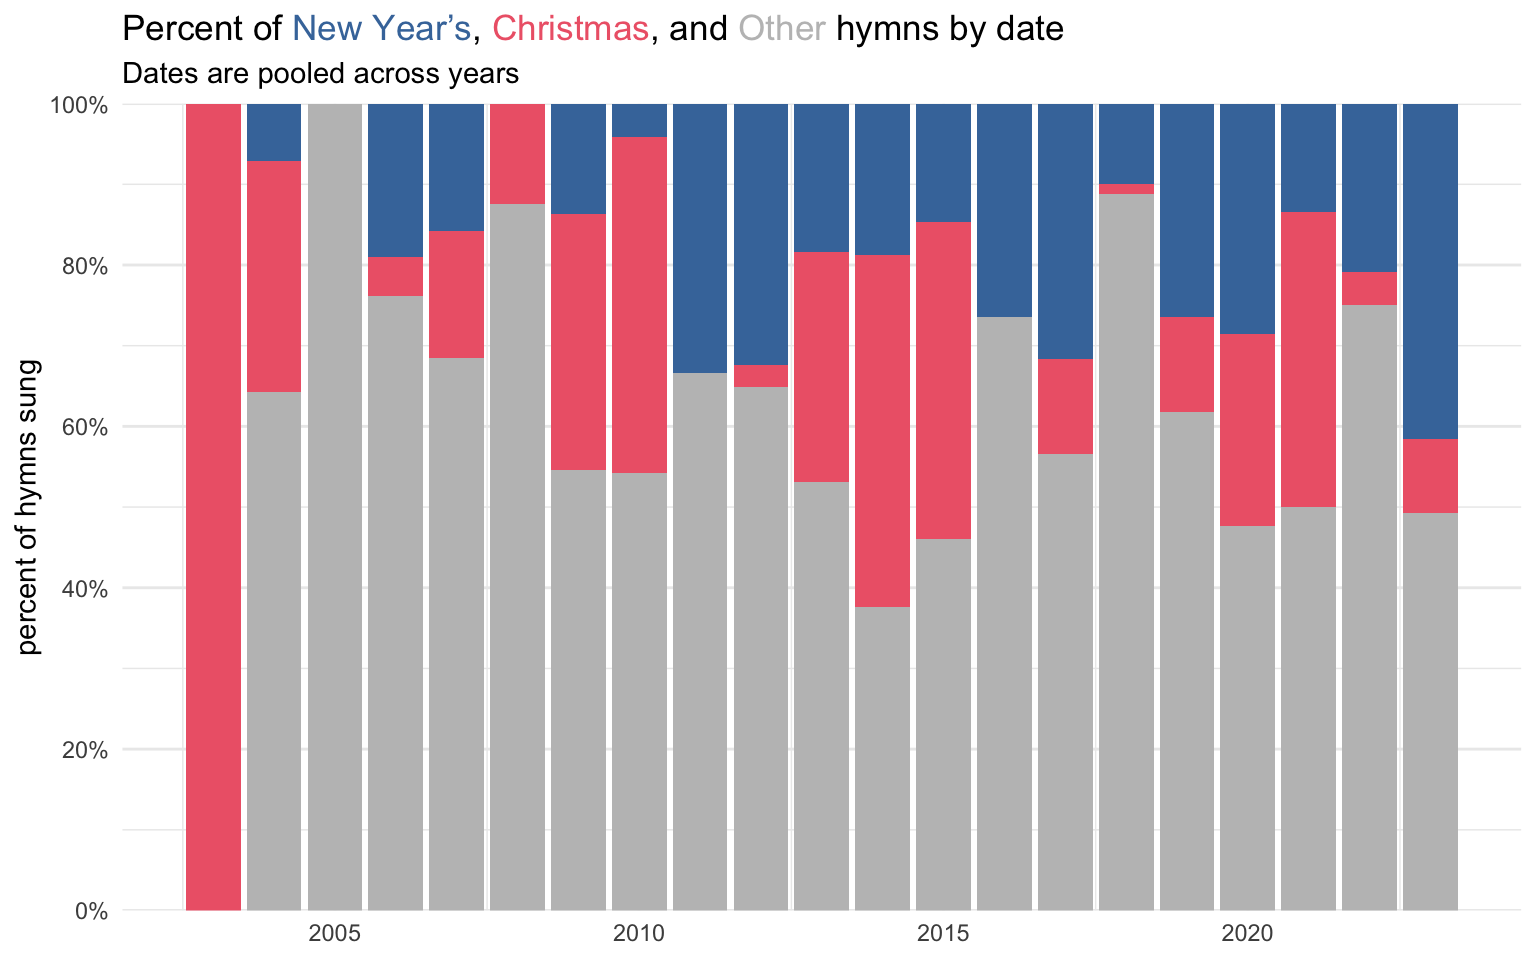 Percent of New Year’s, Christmas, and Other hymns by date
Dates are pooled across years
100%
80%
60%
40%
20%
0%
percent of hymns sung
2005 2010 2015 2020